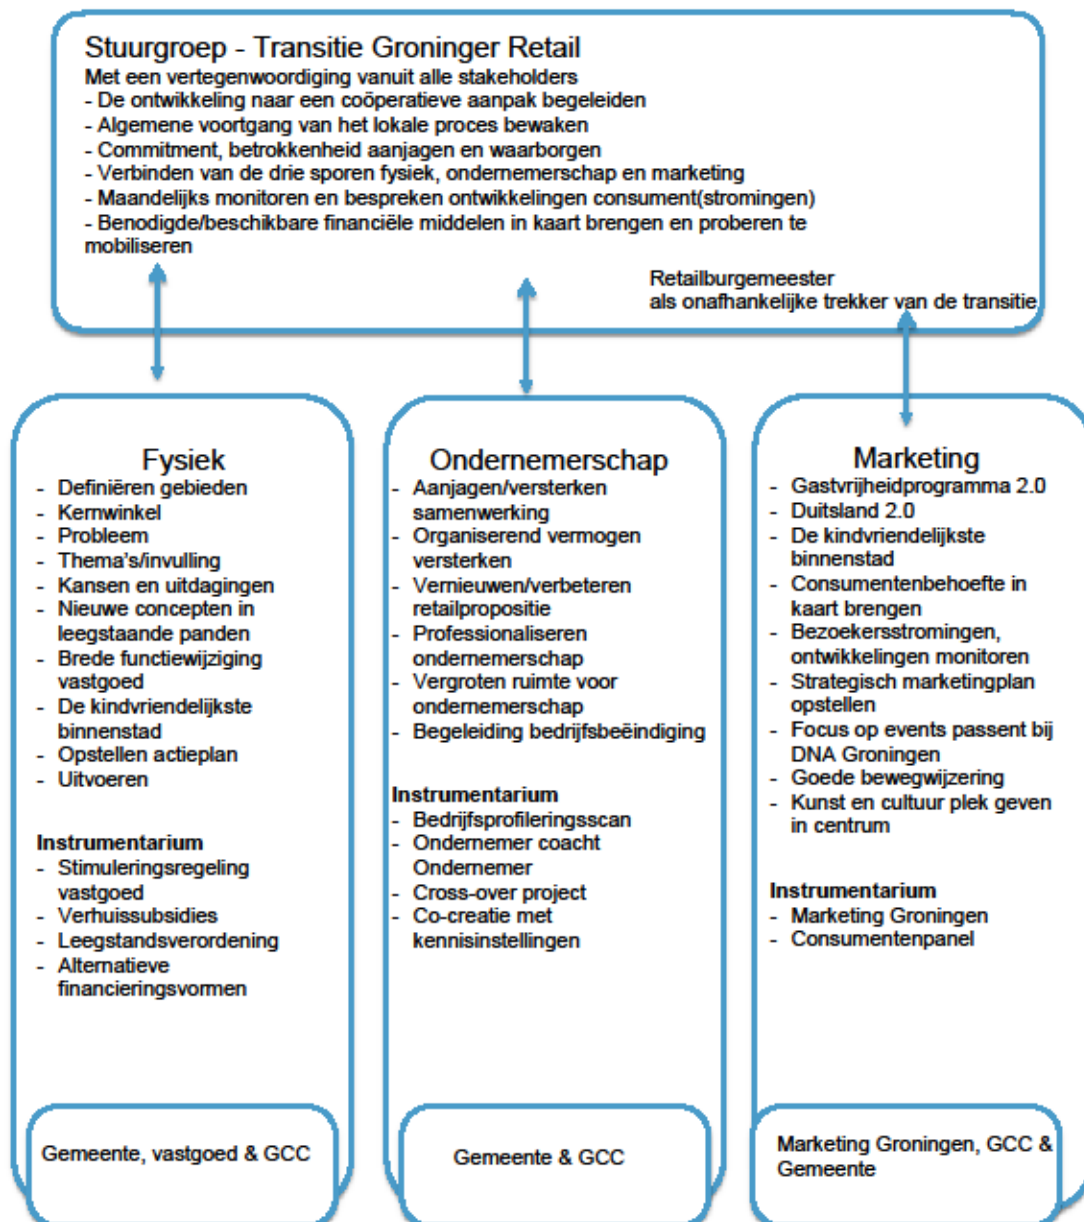 Stuurgroep - Transitie Groninger Retail
Met een vertegenwoordiging vanuit alle stakeholders
- De ontwikkeling naar een coöperatieve aanpak begeleiden
- Algemene voortgang van het lokale proces bewaken
- Commitment, betrokkenheid aanjagen en waarborgen
- Verbinden van de drie sporen fysiek, ondernemerschap en marketing
- Maandelijks monitoren en bespreken ontwikkelingen consument(stromingen)
- Benodigde/beschikbare financiële middelen in kaart brengen en proberen te
mobiliseren
Retailburgemeester
als onafhankelijke trekker van de transitie
Fysiek
- Definiëren gebieden
- Kernwinkel
- Probleem
- Thema's/invulling
- Kansen en uitdagingen
- Nieuwe concepten in
leegstaande panden
- Brede functiewijziging
vastgoed
- De kindvriendelijkste
binnenstad
- Opstellen actieplan
- Uitvoeren
Instrumentarium
- Stimuleringsregeling
vastgoed
- Verhuissubsidies
- Leegstandsverordening
- Alternatieve
financieringsvormen
Gemeente, vastgoed & GCC
Ondernemerschap
- Aanjagen/versterken
samenwerking
- Organiserend vermogen
versterken
- Vernieuwen/verbeteren
retailpropositie
- Professionaliseren
ondernemerschap
- Vergroten ruimte voor
ondernemerschap
- Begeleiding bedrijfsbeëindiging
Instrumentarium
- Bedrijfsprofileringsscan
- Ondernemer coacht
Ondernemer
- Cross-over project
- Co-creatie met
kennisinstellingen
Gemeente & GCC
Marketing
- Gastvrijheidprogramma 2.0
- Duitsland 2.0
- De kindvriendelijkste
binnenstad
- Consumentenbehoefte in
kaart brengen
- Bezoekersstromingen,
ontwikkelingen monitoren
- Strategisch marketingplan
opstellen
- Focus op events passent bij
DNA Groningen
- Goede bewegwijzering
- Kunst en cultuur plek geven
in centrum
Instrumentarium
- Marketing Groningen
- Consumentenpanel
Marketing Groningen, GCC &
Gemeente